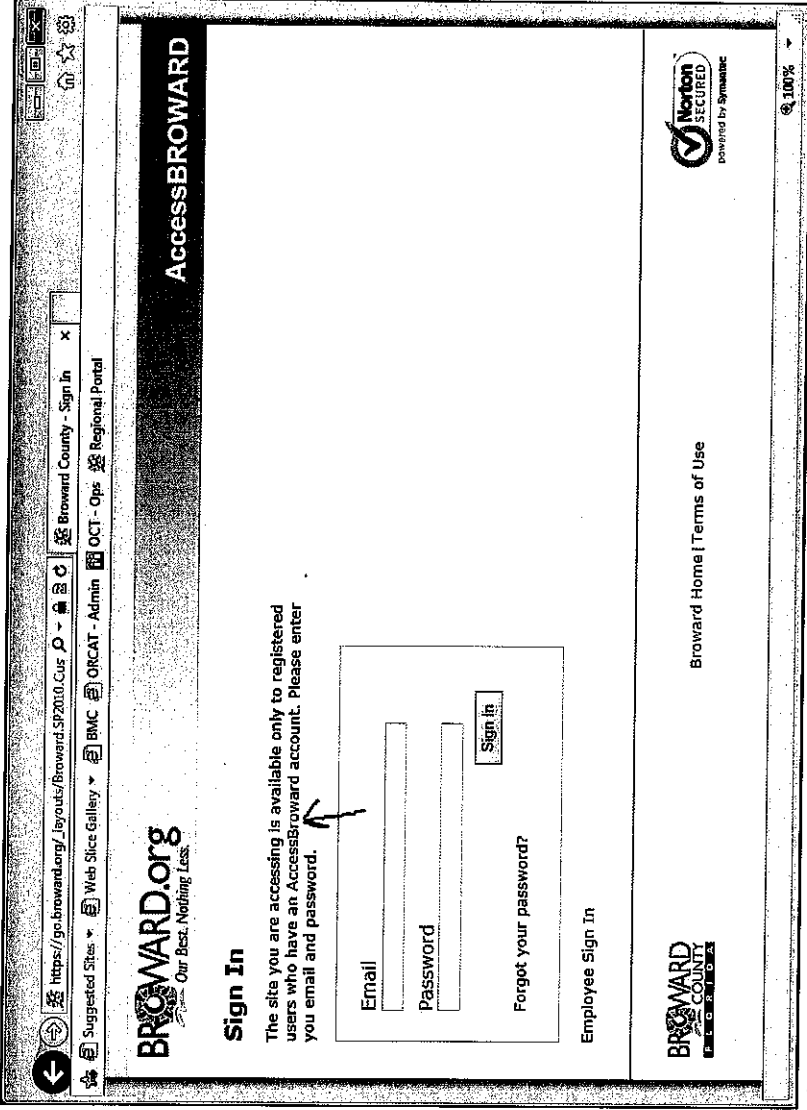 https://go.broward.org/_layouts/Broward.SP2010.Cus
Broward County - Sign In
Suggested Sites
Web Slice Gallery
BMC
ORCAT - Admin
OCT - Ops
Regional Portal
BROWARD.org
Our Best. Nothing Less.
AccessBROWARD
Sign In
The site you are accessing is available only to registered
users who have an AccessBroward account. Please enter
you email and password.
Email
Password
Sign In
Forgot your password?
Employee Sign In
BROWARD
COUNTY
FLORIDA
Broward Home | Terms of Use
Norton
SECURED
powered by Symantec
100%